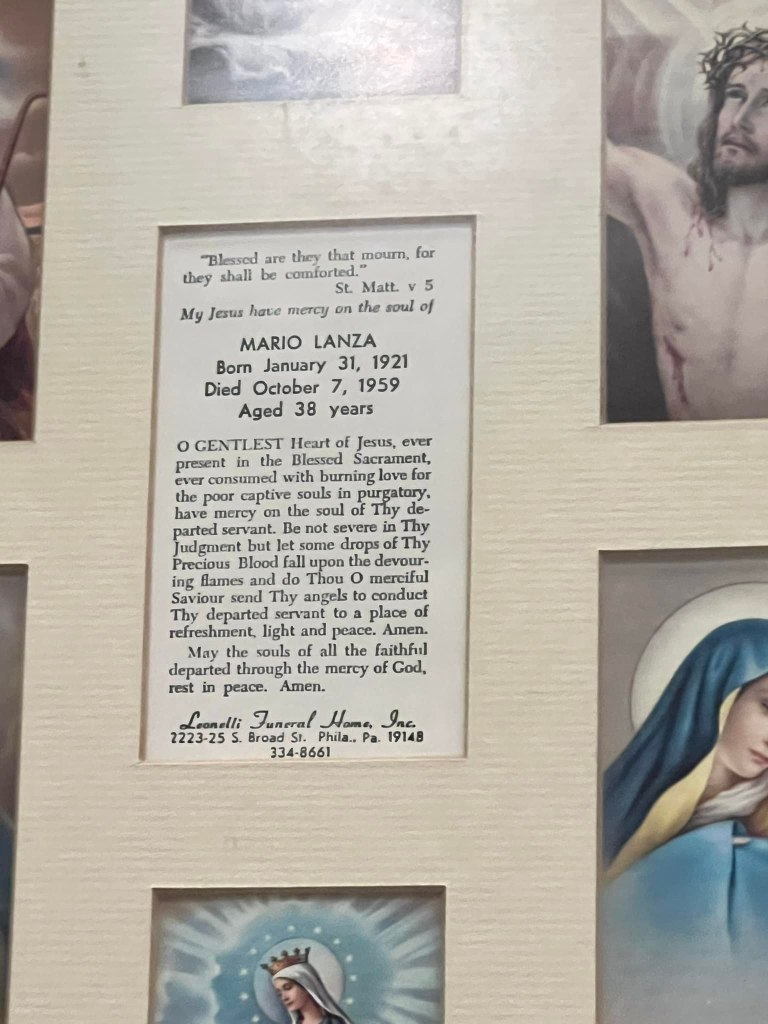 "Blessed are they that mourn, for
they shall be comforted."
St. Matt. v 5
My Jesus have mercy on the soul of
MARIO LANZA
Born January 31, 1921
Died October 7, 1959
Aged 38 years
O GENTLEST Heart of Jesus, ever
present in the Blessed Sacrament,
ever consumed with burning love for
the poor captive souls in purgatory,
have mercy on the soul of Thy de-
parted servant. Be not severe in Thy
Judgment but let some drops of Thy
Precious Blood fall upon the devour-
ing flames and do Thou O merciful
Saviour send Thy angels to conduct
Thy departed servant to a place of
refreshment, light and peace. Amen.
May the souls of all the faithful
departed through the mercy of God,
rest in peace. Amen.
Leonelli Funeral Home, Inc.
2223-25 S. Broad St. Phila., Pa. 19148
334-8661